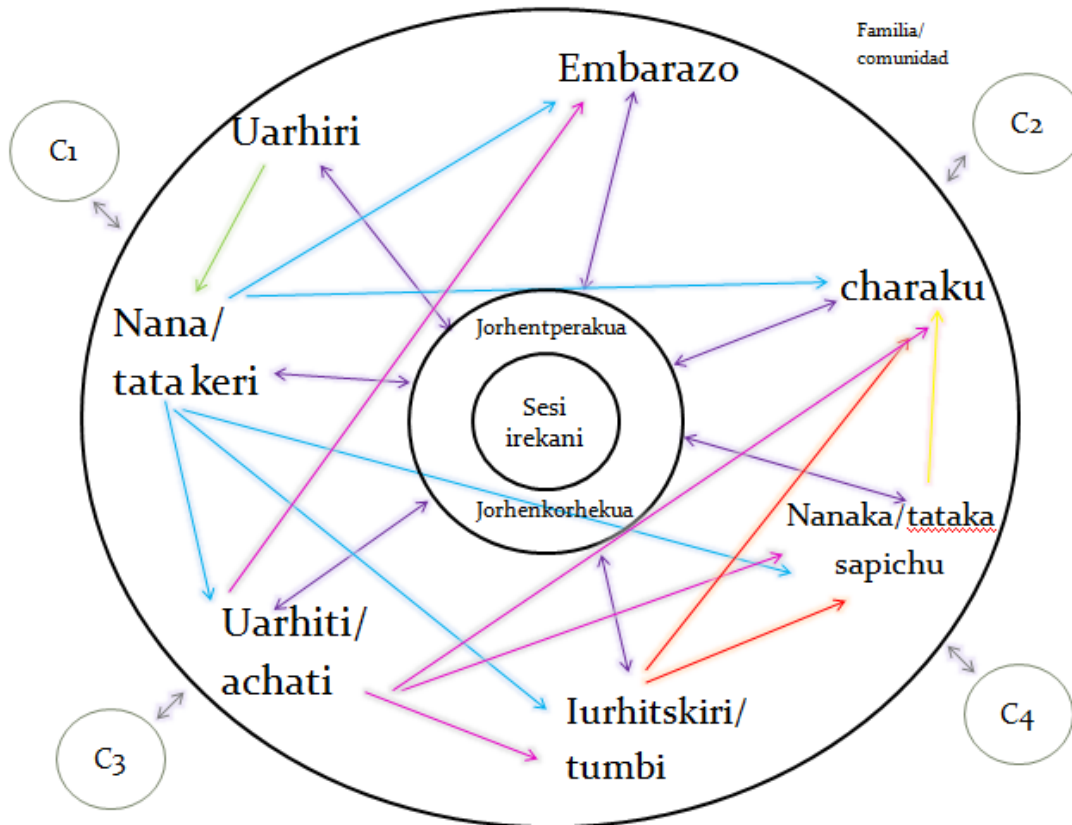 Familia/
comunidad
Embarazo
C1
Uarhiri
C2
charaku
Nana/
tata keri
Jorhentperakua
Sesi
irekani
Jorhenkorhekua
Nanaka/tataka
sapichu
Uarhiti/
achati
Iurhitskiri/
tumbi
C3
C4